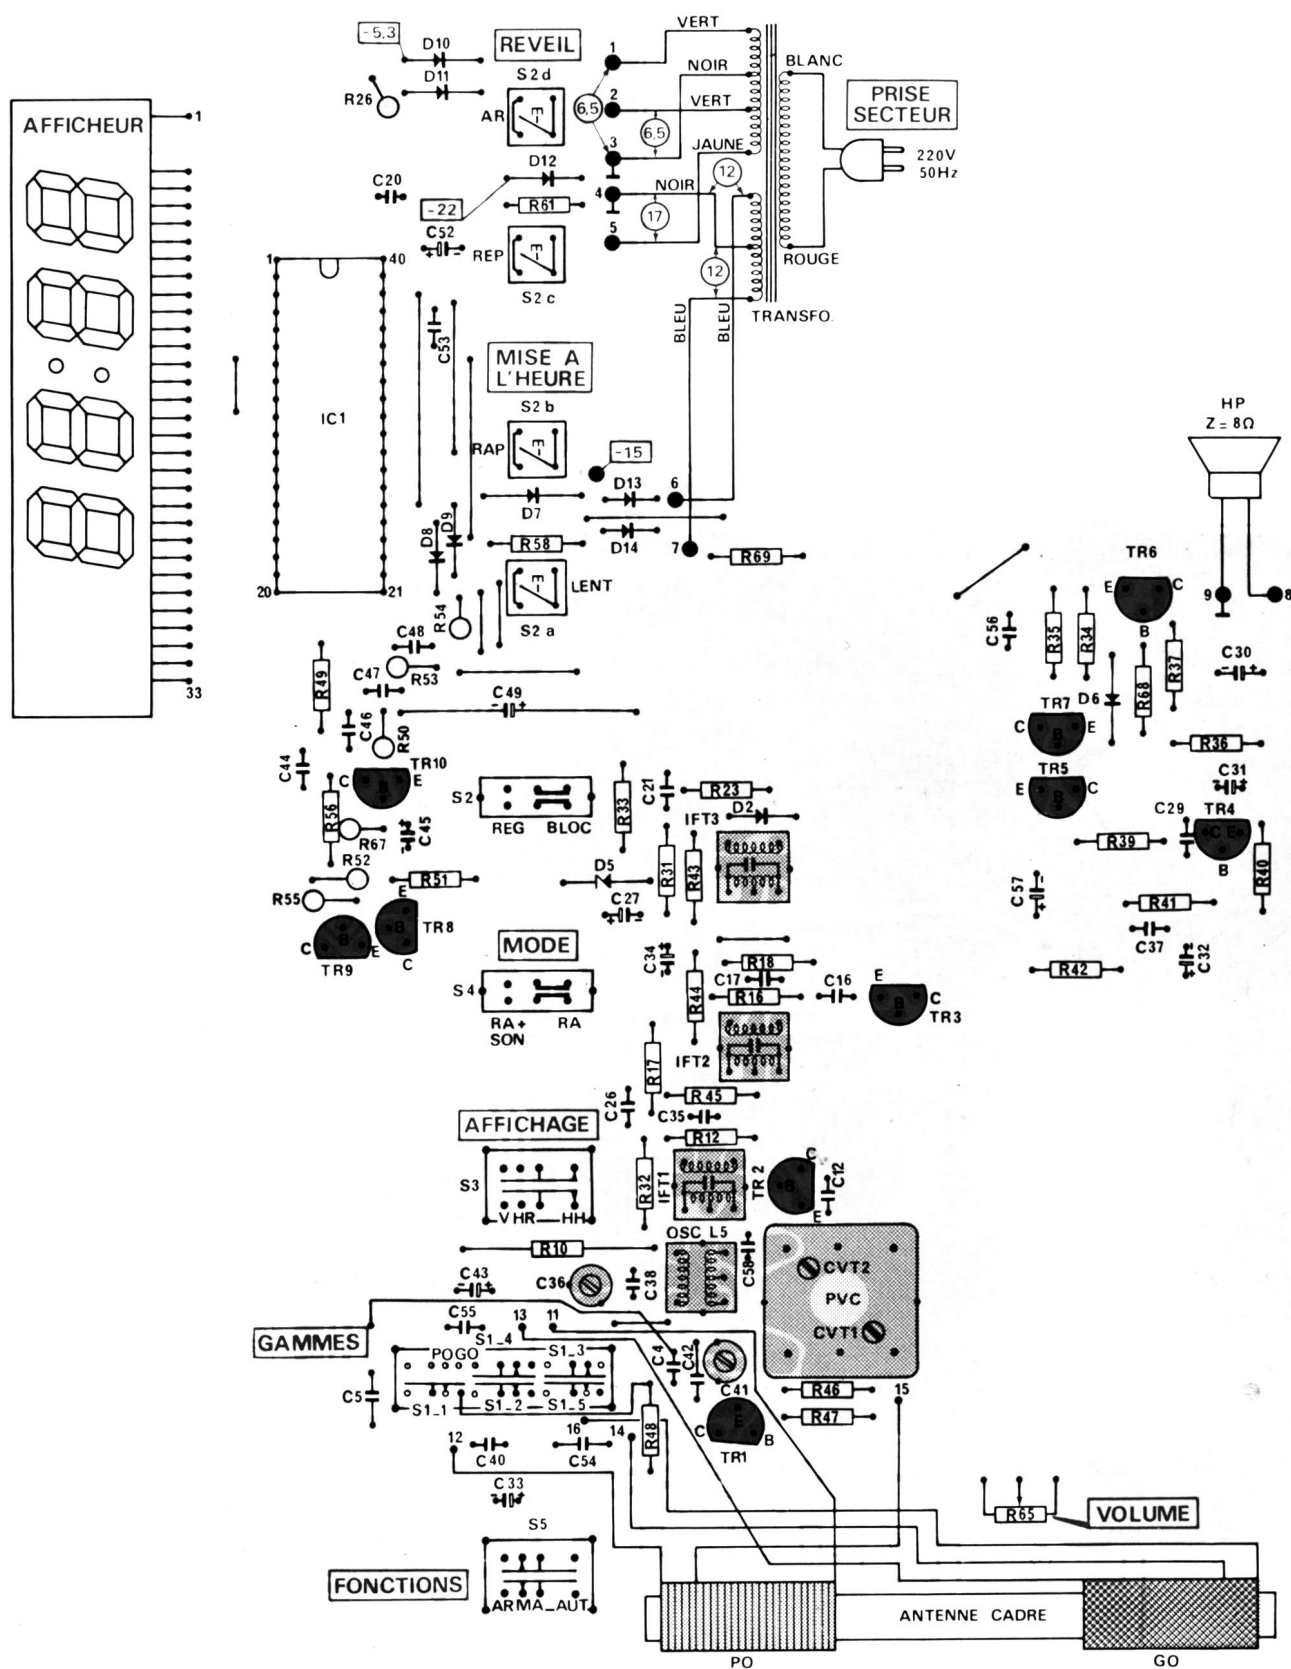 -5,3
D10
REVEIL
1
VERT
BLANC
D11
S2d
NOIR
R26
AR
E-
6,5
2
VERT
PRISE
SECTEUR
AFFICHEUR
1
6,5
3
JAUNE
220V
50Hz
D12
C20
R61
4
NOIR
12
-22
17
C52
+
-
REP
E-
5
ROUGE
12
S2c
BLEU
BLEU
TRANSFO.
1
40
C53
MISE A
L'HEURE
IC1
S2b
RAP
E-
-15
HP
Z = 8Ω
D13
6
D7
D8
D9
R58
D14
7
R69
20
21
E-
LENT
R54
S2a
TR6
E
C
B
9
8
C56
R35
R34
C48
R53
R49
C47
R37
C30
-
+
33
C49
-
+
D6
R68
C46
R50
TR7
C
B
E
R36
C44
TR10
C
B
E
TR5
E
B
C
C31
-
+
S2
REG
BLOC
R33
C21
R23
D2
R56
R67
C45
+
-
IFT3
C29
TR4
C
E
B
R39
R52
R31
R43
R40
R55
R51
D5
C27
+
-
C57
-
+
R41
E
B
TR8
C
C
B
E
TR9
MODE
C34
+
-
R18
C37
C32
+
-
R42
C17
S4
R44
R16
C16
E
B
C
TR3
RA+
SON
RA
IFT2
R17
C26
R45
C35
AFFICHAGE
R12
S3
R32
IFT1
TR2
C
B
E
C12
V HR
HH
R10
OSC
L5
C58
CVT2
C43
-
+
C36
C38
PVC
C55
13
11
CVT1
GAMMES
S1_4
PO GO
S1_3
C4
C42
C5
C41
R46
15
S1_1
S1_2
S1_5
R48
E
R47
12
16
14
C
B
C40
C54
TR1
C33
-
+
R65
VOLUME
S5
FONCTIONS
AR MA_AUT
ANTENNE CADRE
PO
GO